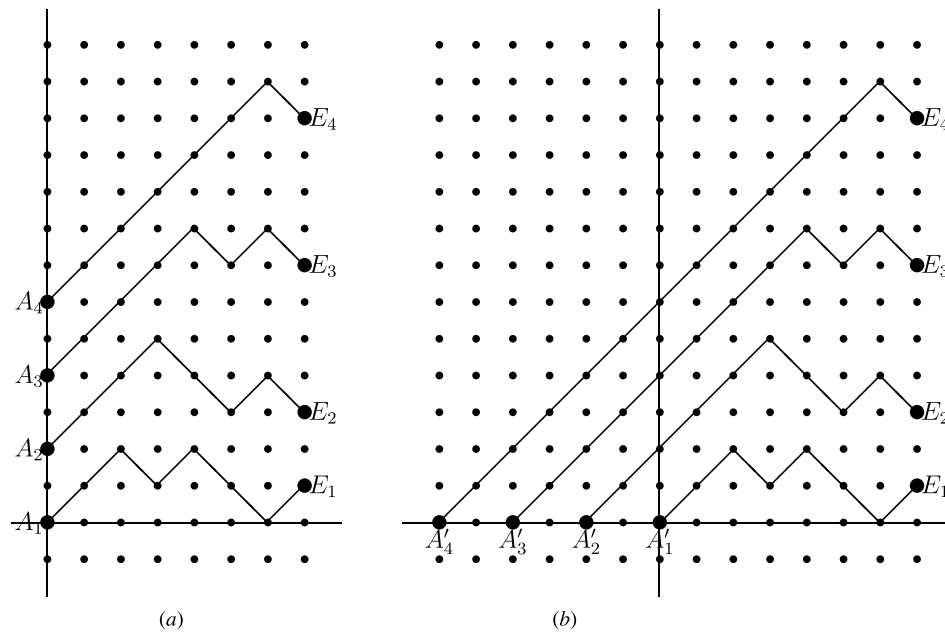 E₄ E₄
E₃ E₃
A₄
E₂ E₂
A₃
A₂
E₁ E₁
A₁
A′₄ A′₃ A′₂ A′₁
(a) (b)